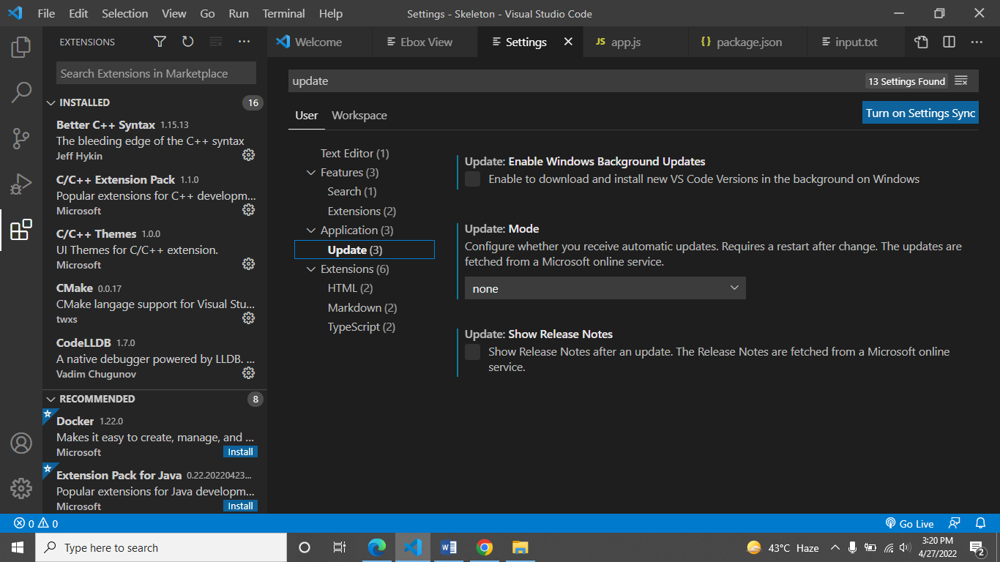 File Edit Selection View Go Run Terminal Help
Settings - Skeleton - Visual Studio Code
EXTENSIONS
Welcome
Ebox View
Settings
JS app.js
{} package.json
input.txt
Search Extensions in Marketplace
INSTALLED 16
Better C++ Syntax 1.15.13
The bleeding edge of the C++ syntax
Jeff Hykin
C/C++ Extension Pack 1.1.0
Popular extensions for C++ developm...
Microsoft
C/C++ Themes 1.0.0
UI Themes for C/C++ extension.
Microsoft
CMake 0.0.17
CMake langage support for Visual Stu...
twxs
CodeLLDB 1.7.0
A native debugger powered by LLDB. ...
Vadim Chugunov
RECOMMENDED 8
Docker 1.22.0
Makes it easy to create, manage, and ...
Microsoft
Install
Extension Pack for Java 0.22.20220423...
Popular extensions for Java developm...
Microsoft
Install
update
13 Settings Found
User Workspace
Turn on Settings Sync
Text Editor (1)
Features (3)
Search (1)
Extensions (2)
Application (3)
Update (3)
Extensions (6)
HTML (2)
Markdown (2)
TypeScript (2)
Update: Enable Windows Background Updates
Enable to download and install new VS Code Versions in the background on Windows
Update: Mode
Configure whether you receive automatic updates. Requires a restart after change. The updates are
fetched from a Microsoft online service.
none
Update: Show Release Notes
Show Release Notes after an update. The Release Notes are fetched from a Microsoft online
service.
0 0
Go Live
Type here to search
43°C Haze
3:20 PM
4/27/2022
2